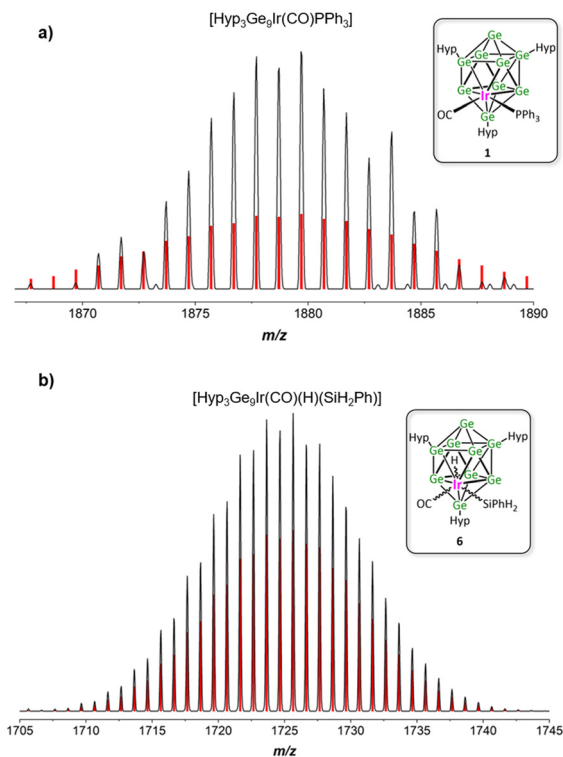 a)
[Hyp₃Ge₉Ir(CO)PPh₃]
Ge
Hyp
Hyp
Ge
Ge
Ge
Ge
Ge
Ge
Ge
Ir
OC
Ge
PPh₃
Hyp
1
1870
1875
1880
1885
1890
m/z
b)
[Hyp₃Ge₉Ir(CO)(H)(SiH₂Ph)]
Ge
Hyp
Hyp
Ge
Ge
Ge
Ge
H
Ge
Ge
Ge
Ir
OC
Ge
SiPhH₂
Hyp
6
1705
1710
1715
1720
1725
1730
1735
1740
1745
m/z